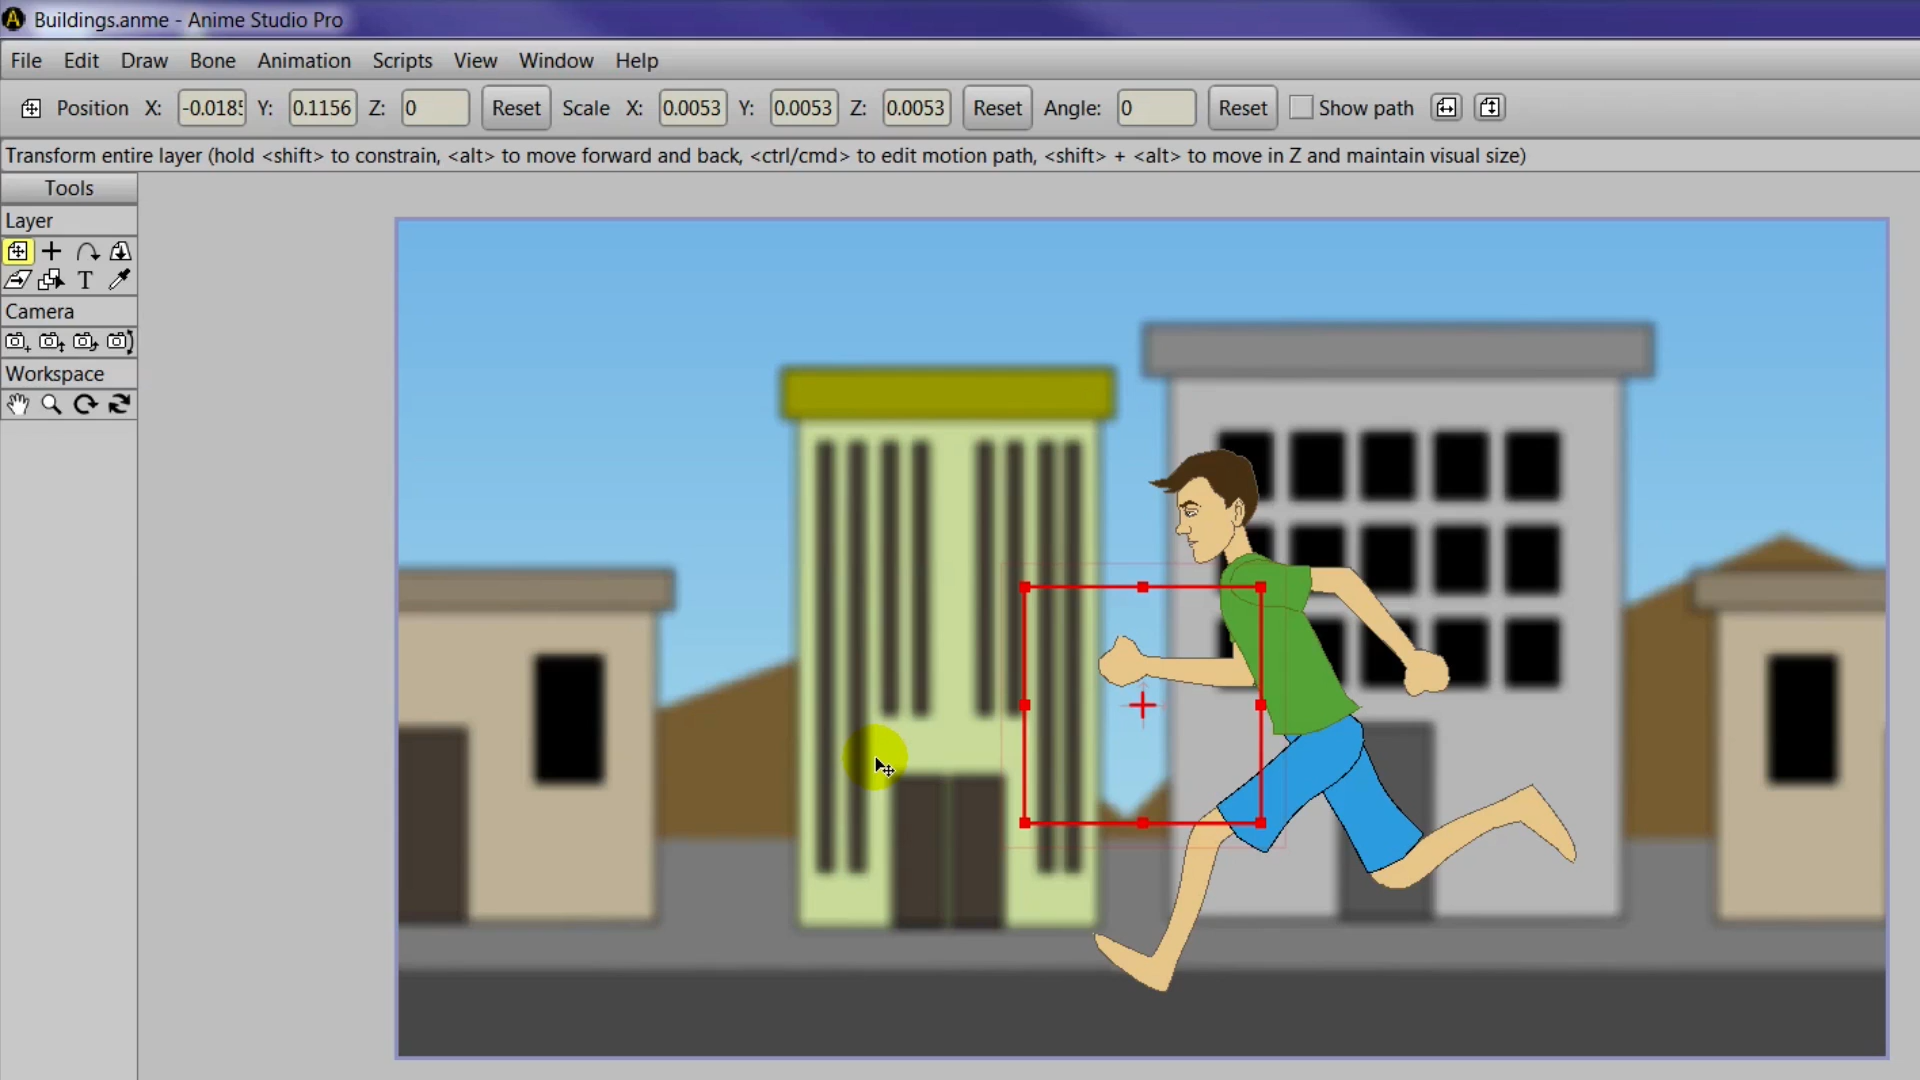 Buildings.anme - Anime Studio Pro
File Edit Draw Bone Animation Scripts View Window Help
Position X: -0.0185 Y: 0.1156 Z: 0 Reset Scale X: 0.0053 Y: 0.0053 Z: 0.0053 Reset Angle: 0 Reset Show path
Transform entire layer (hold <shift> to constrain, <alt> to move forward and back, <ctrl/cmd> to edit motion path, <shift> + <alt> to move in Z and maintain visual size)
Tools
Layer
T
Camera
Workspace